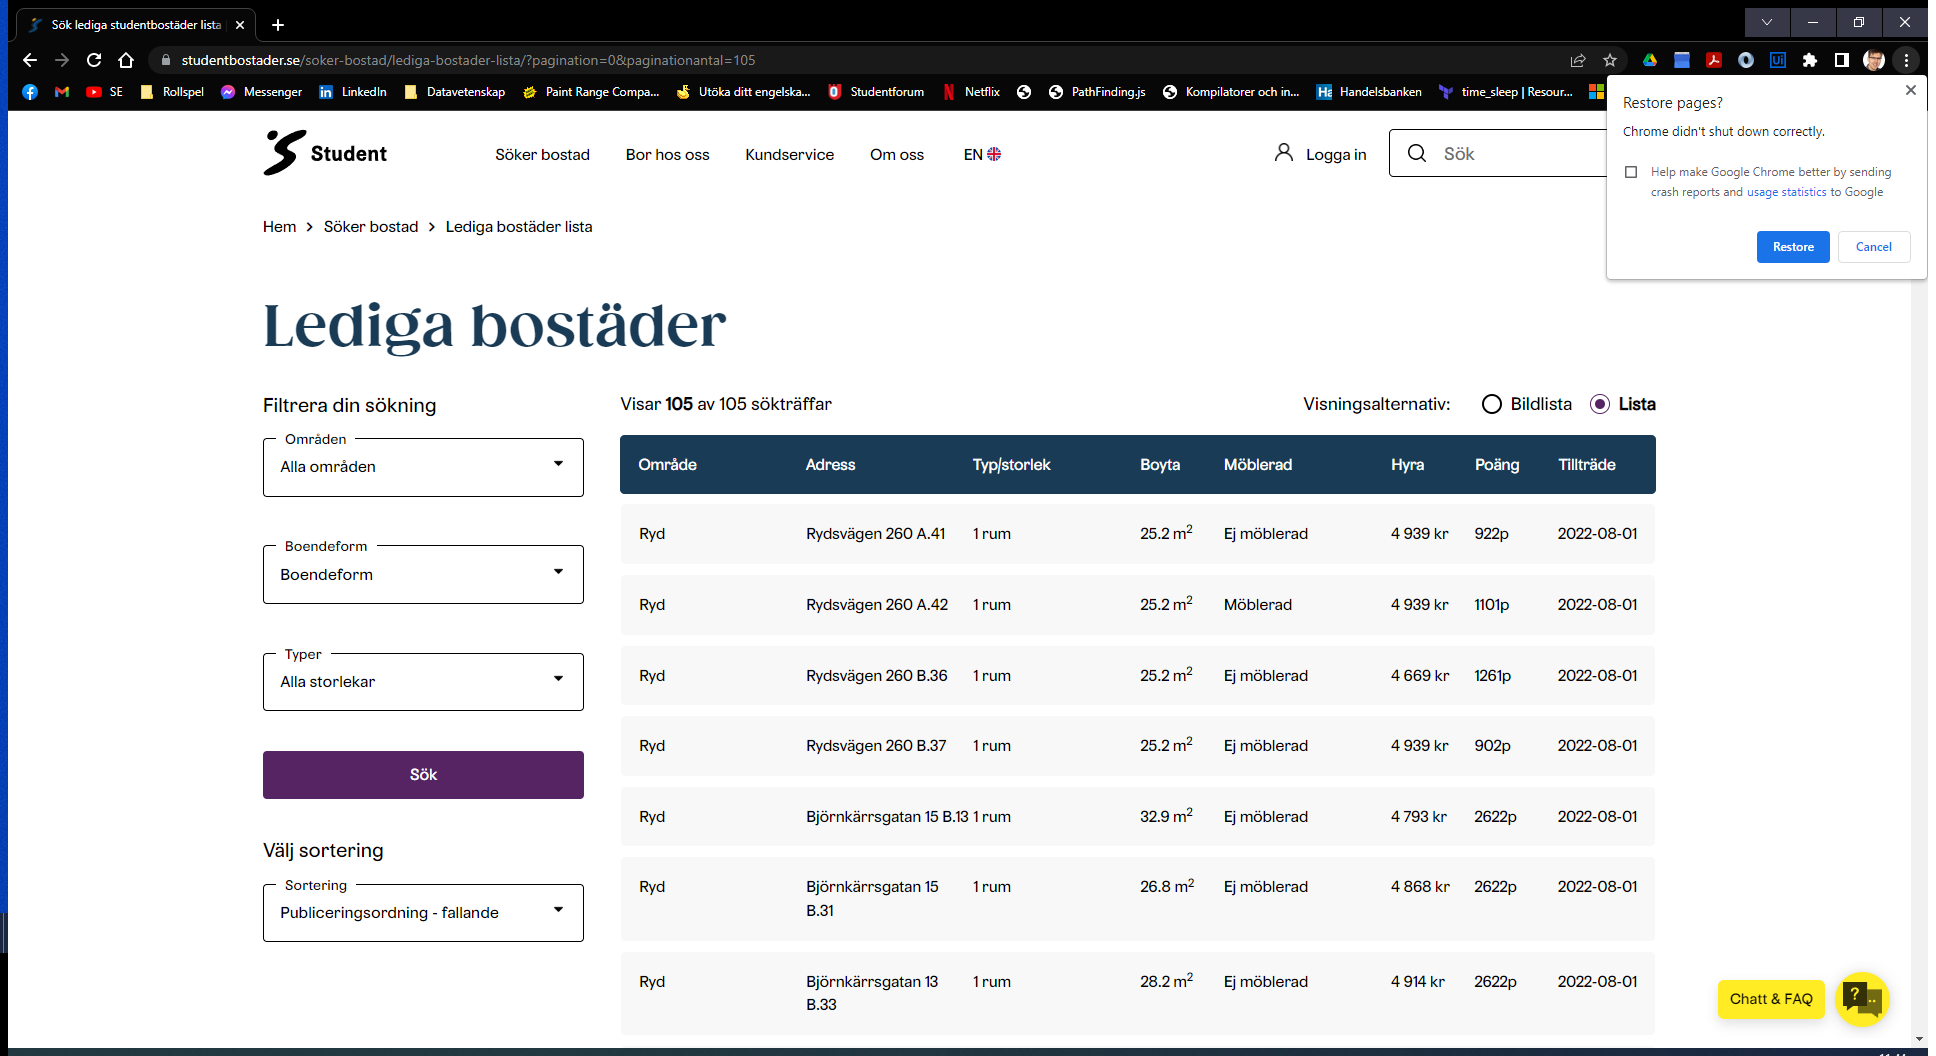 Sök lediga studentbostäder lista
studentbostader.se/soker-bostad/lediga-bostader-lista/?pagination=0&paginationantal=105
SE
Rollspel
Messenger
LinkedIn
Datavetenskap
Paint Range Compa...
Utöka ditt engelska...
Studentforum
Netflix
PathFinding.js
Kompilatorer och in...
Handelsbanken
time_sleep | Resour...
Restore pages?
Chrome didn't shut down correctly.
Help make Google Chrome better by sending
crash reports and usage statistics to Google
Restore
Cancel
Student
Söker bostad
Bor hos oss
Kundservice
Om oss
EN
Logga in
Sök
Hem > Söker bostad > Lediga bostäder lista
Lediga bostäder
Filtrera din sökning
Områden
Alla områden
Boendeform
Boendeform
Typer
Alla storlekar
Sök
Välj sortering
Sortering
Publiceringsordning - fallande
Visar 105 av 105 sökträffar
Visningsalternativ: Bildlista Lista
Område Adress Typ/storlek Boyta Möblerad Hyra Poäng Tillträde
Ryd Rydsvägen 260 A.41 1 rum 25.2 m² Ej möblerad 4 939 kr 922p 2022-08-01
Ryd Rydsvägen 260 A.42 1 rum 25.2 m² Möblerad 4 939 kr 1101p 2022-08-01
Ryd Rydsvägen 260 B.36 1 rum 25.2 m² Ej möblerad 4 669 kr 1261p 2022-08-01
Ryd Rydsvägen 260 B.37 1 rum 25.2 m² Ej möblerad 4 939 kr 902p 2022-08-01
Ryd Björnkärrsgatan 15 B.13 1 rum 32.9 m² Ej möblerad 4 793 kr 2622p 2022-08-01
Ryd Björnkärrsgatan 15 1 rum 26.8 m² Ej möblerad 4 868 kr 2622p 2022-08-01
B.31
Ryd Björnkärrsgatan 13 1 rum 28.2 m² Ej möblerad 4 914 kr 2622p 2022-08-01
B.33
Chatt & FAQ